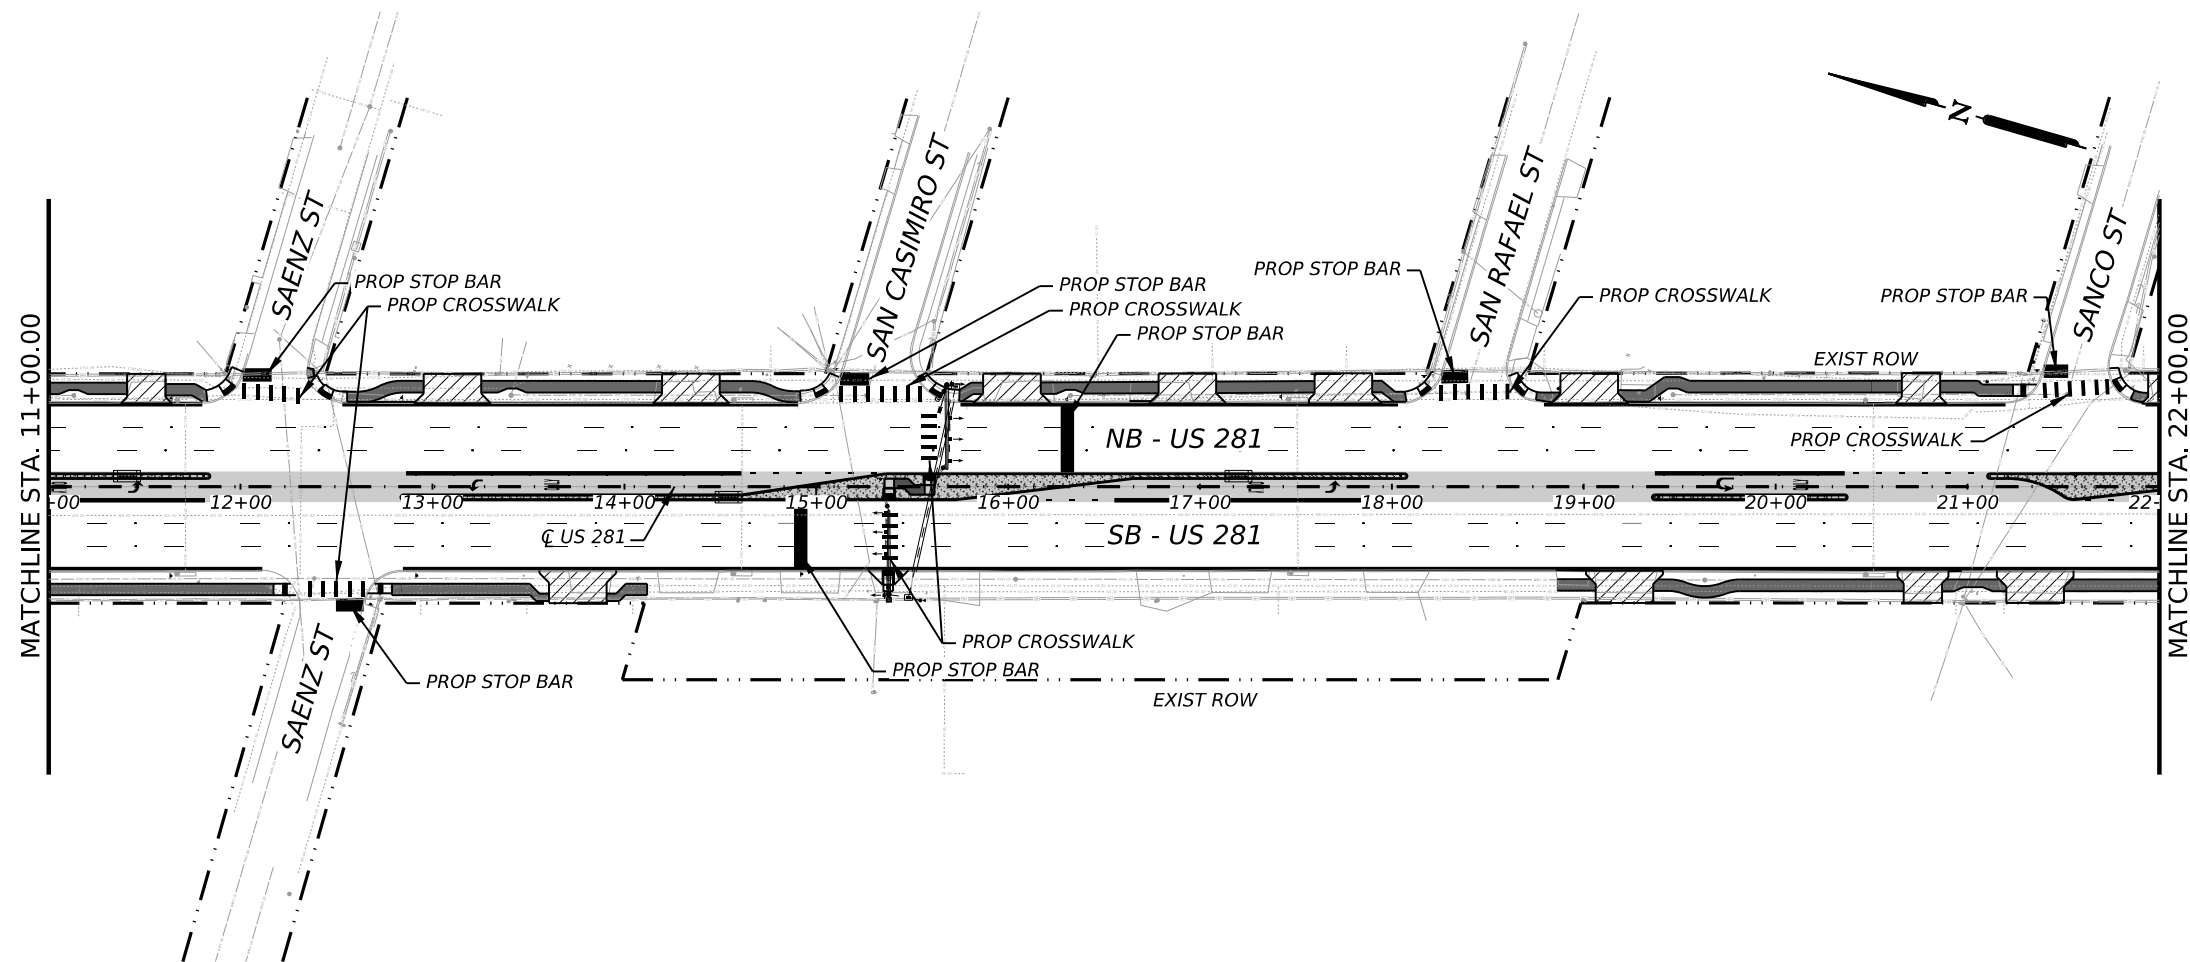 N
SAENZ ST
SAN CASIMIRO ST
SAN RAFAEL ST
SANCO ST
PROP STOP BAR
PROP CROSSWALK
PROP STOP BAR
PROP CROSSWALK
PROP STOP BAR
PROP STOP BAR
PROP CROSSWALK
PROP STOP BAR
EXIST ROW
PROP CROSSWALK
MATCHLINE STA. 11+00.00
MATCHLINE STA. 22+00.00
NB - US 281
00 12+00 13+00 14+00 15+00 16+00 17+00 18+00 19+00 20+00 21+00 22
℄ US 281
SB - US 281
PROP CROSSWALK
PROP STOP BAR
PROP STOP BAR
EXIST ROW
SAENZ ST